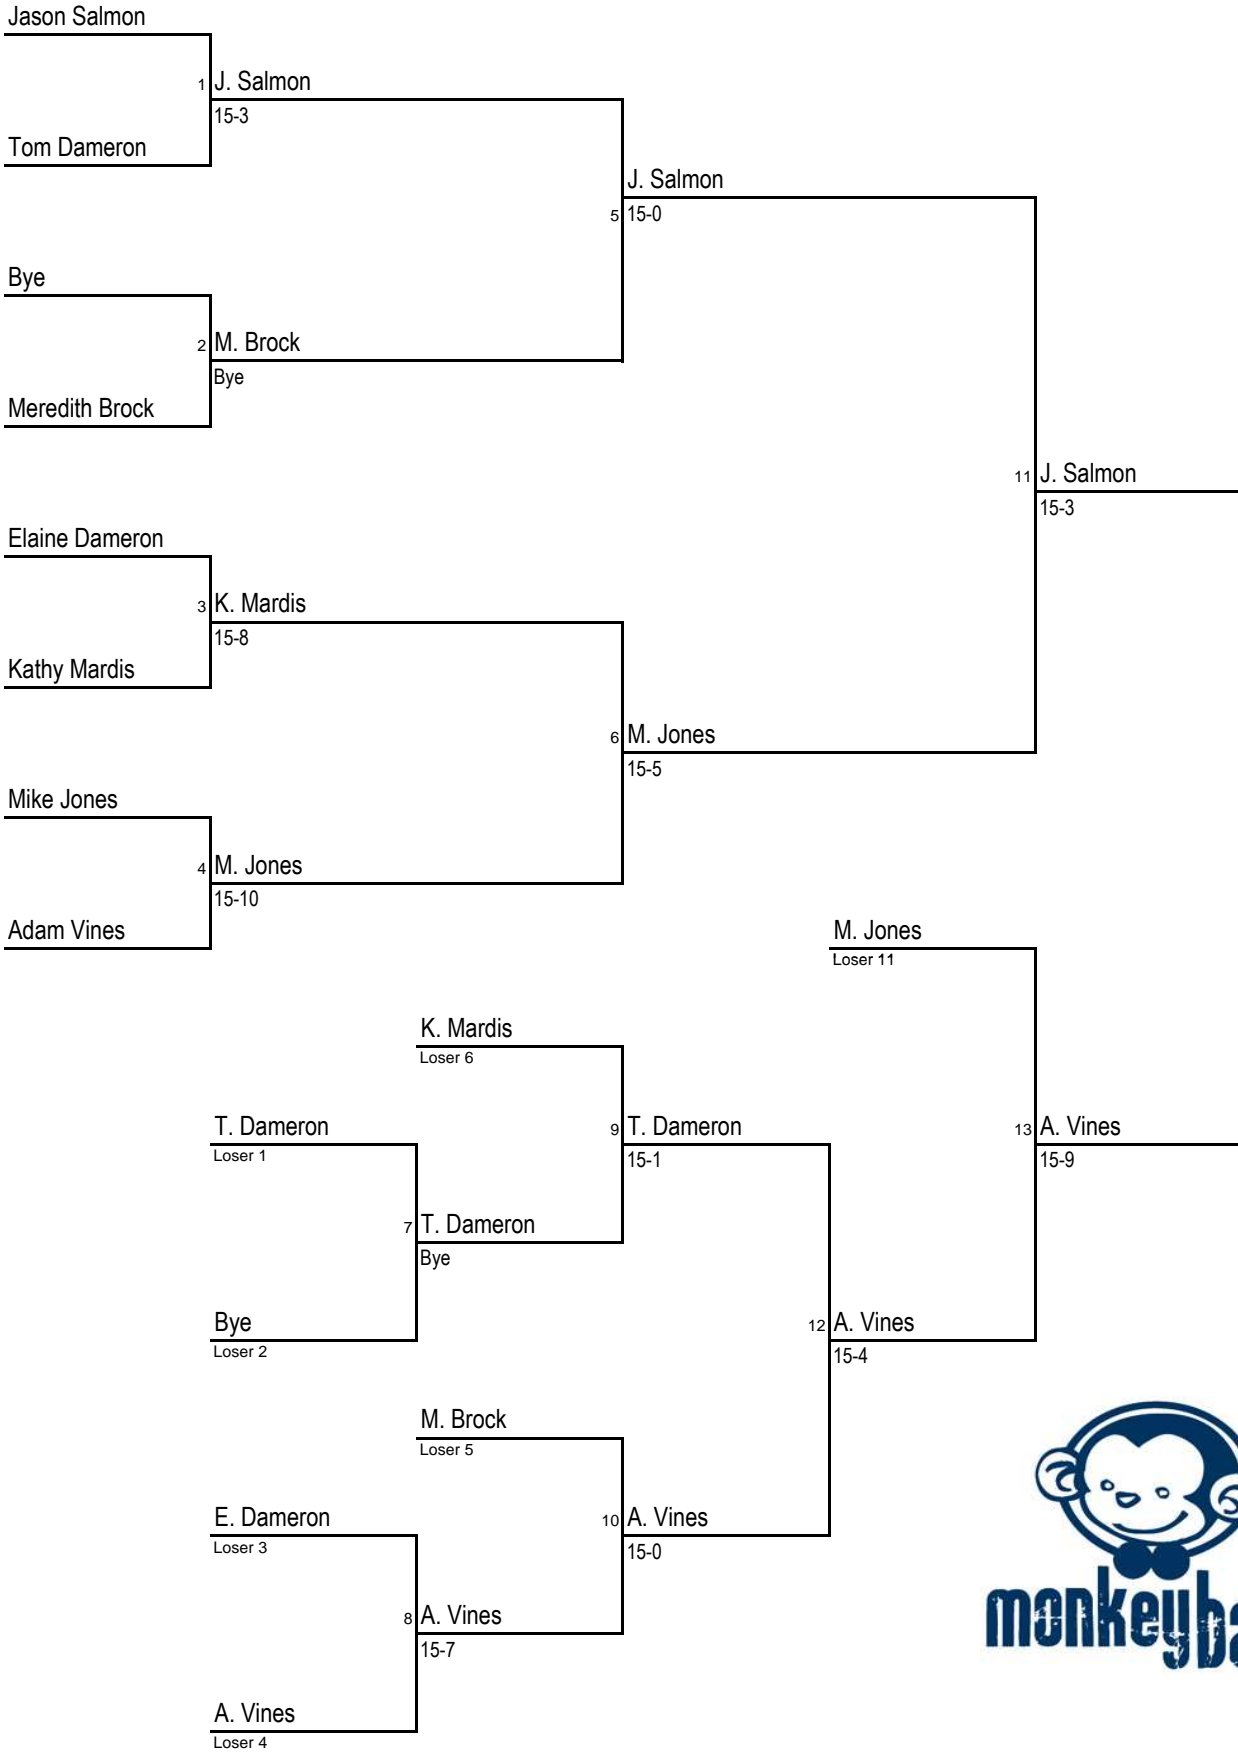 Jason Salmon
1 J. Salmon
15-3
Tom Dameron
J. Salmon
5 15-0
Bye
2 M. Brock
Bye
Meredith Brock
11 J. Salmon
15-3
Elaine Dameron
3 K. Mardis
15-8
Kathy Mardis
6 M. Jones
15-5
Mike Jones
4 M. Jones
15-10
Adam Vines
M. Jones
Loser 11
K. Mardis
Loser 6
T. Dameron
Loser 1
9 T. Dameron
15-1
13 A. Vines
15-9
7 T. Dameron
Bye
Bye
Loser 2
12 A. Vines
15-4
M. Brock
Loser 5
E. Dameron
Loser 3
10 A. Vines
15-0
8 A. Vines
15-7
monkeyba
A. Vines
Loser 4